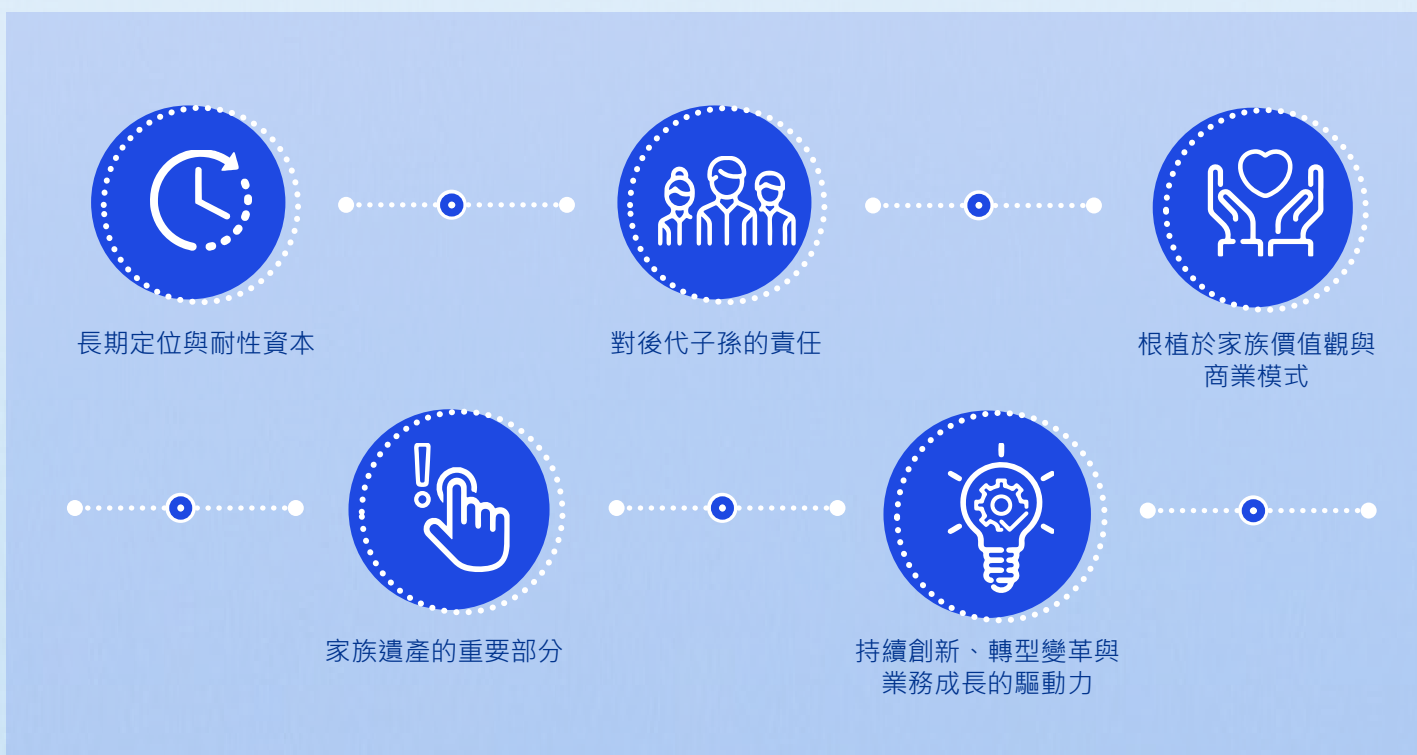 長期定位與耐性資本
對後代子孫的責任
根植於家族價值觀與
商業模式
家族遺產的重要部分
持續創新、轉型變革與
業務成長的驅動力